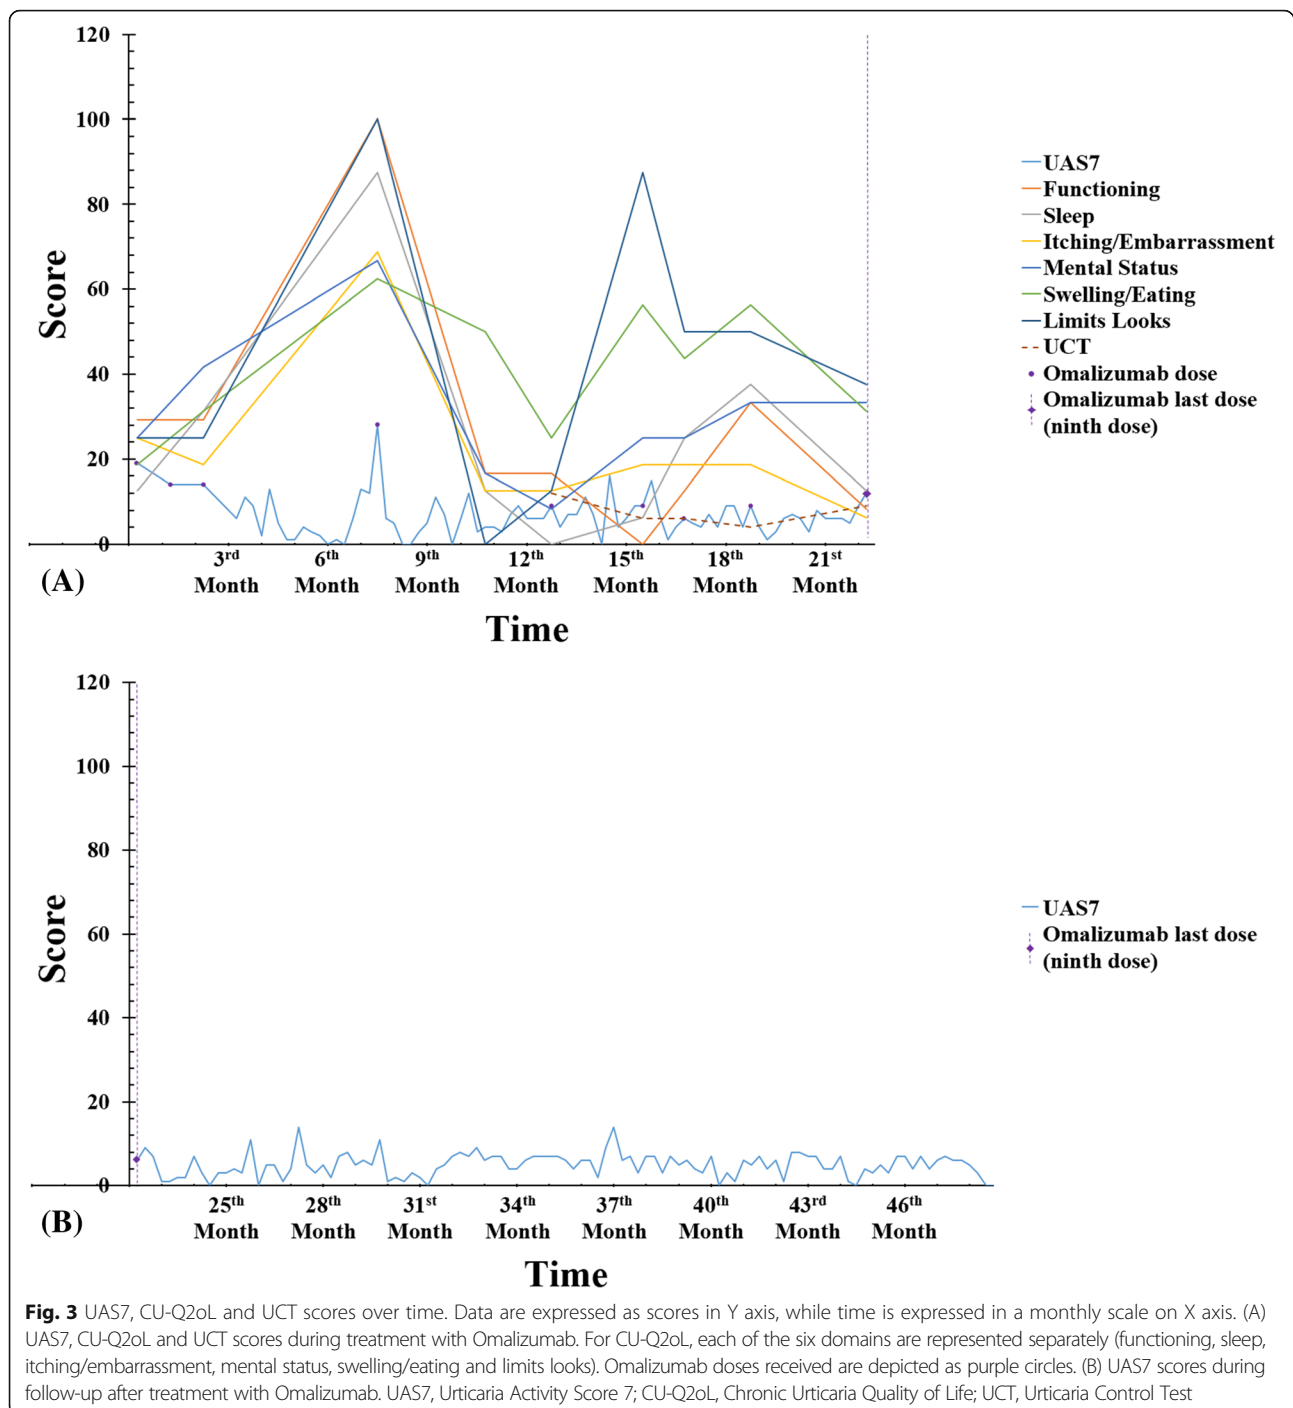 120
100
80
60
40
20
0
Score
3rd Month
6th Month
9th Month
12th Month
15th Month
18th Month
21st Month
(A)
Time
UAS7
Functioning
Sleep
Itching/Embarrassment
Mental Status
Swelling/Eating
Limits Looks
UCT
Omalizumab dose
Omalizumab last dose
(ninth dose)
120
100
80
60
40
20
0
Score
25th Month
28th Month
31st Month
34th Month
37th Month
40th Month
43rd Month
46th Month
(B)
Time
UAS7
Omalizumab last dose
(ninth dose)
Fig. 3 UAS7, CU-Q2oL and UCT scores over time. Data are expressed as scores in Y axis, while time is expressed in a monthly scale on X axis. (A)
UAS7, CU-Q2oL and UCT scores during treatment with Omalizumab. For CU-Q2oL, each of the six domains are represented separately (functioning, sleep,
itching/embarrassment, mental status, swelling/eating and limits looks). Omalizumab doses received are depicted as purple circles. (B) UAS7 scores during
follow-up after treatment with Omalizumab. UAS7, Urticaria Activity Score 7; CU-Q2oL, Chronic Urticaria Quality of Life; UCT, Urticaria Control Test